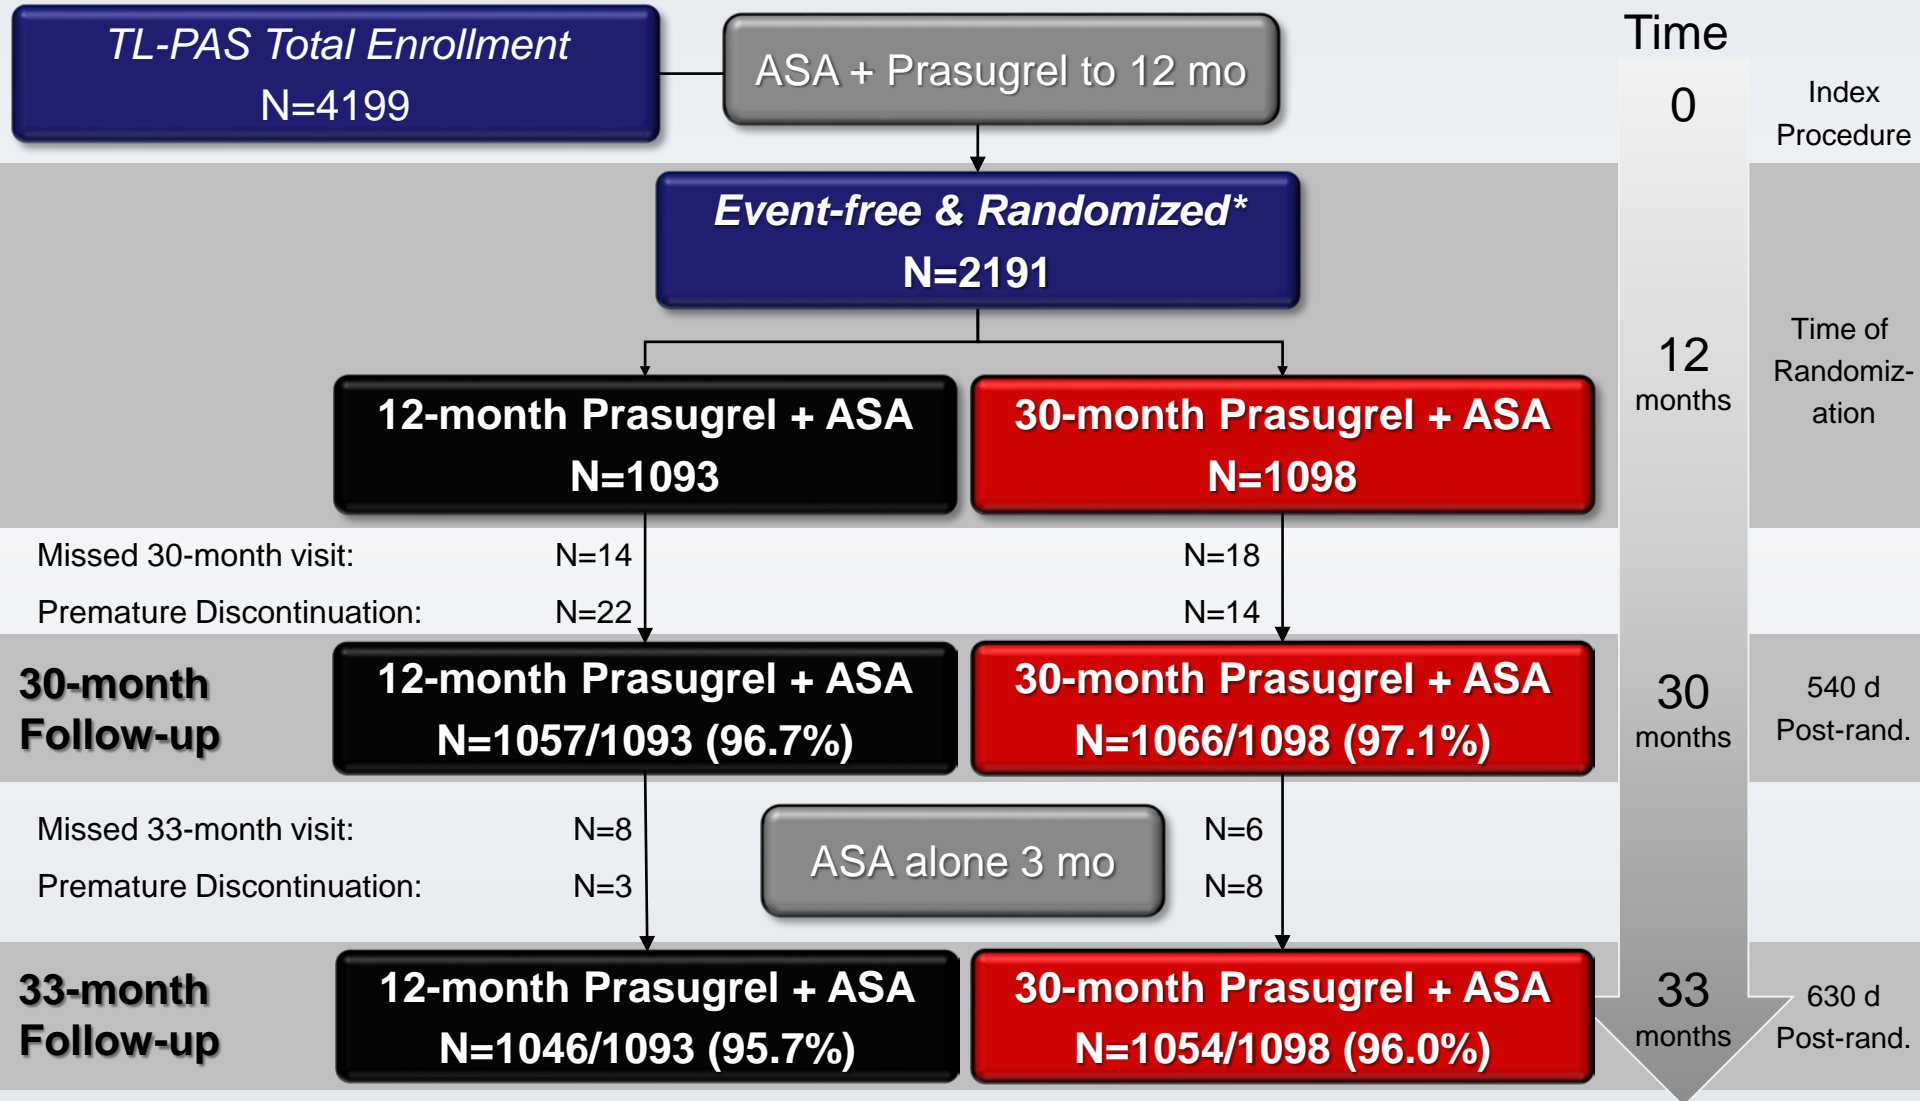 TL-PAS Total Enrollment
N=4199
ASA + Prasugrel to 12 mo
Time
0
Index
Procedure
Event-free & Randomized*
N=2191
12
months
Time of
Randomiz-
ation
12-month Prasugrel + ASA
N=1093
30-month Prasugrel + ASA
N=1098
Missed 30-month visit:
N=14
N=18
Premature Discontinuation:
N=22
N=14
30-month
Follow-up
12-month Prasugrel + ASA
N=1057/1093 (96.7%)
30-month Prasugrel + ASA
N=1066/1098 (97.1%)
30
months
540 d
Post-rand.
Missed 33-month visit:
N=8
N=6
Premature Discontinuation:
N=3
ASA alone 3 mo
N=8
33-month
Follow-up
12-month Prasugrel + ASA
N=1046/1093 (95.7%)
30-month Prasugrel + ASA
N=1054/1098 (96.0%)
33
months
630 d
Post-rand.